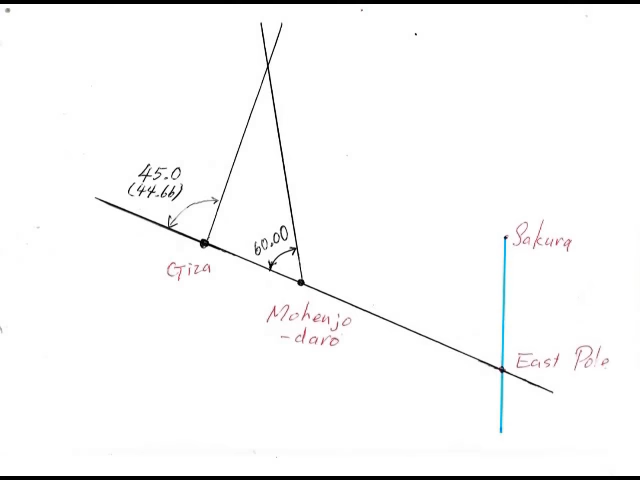 45.0
(44.66)
60.00
Giza
Mohenjo
-daro
Sakura
East Pole